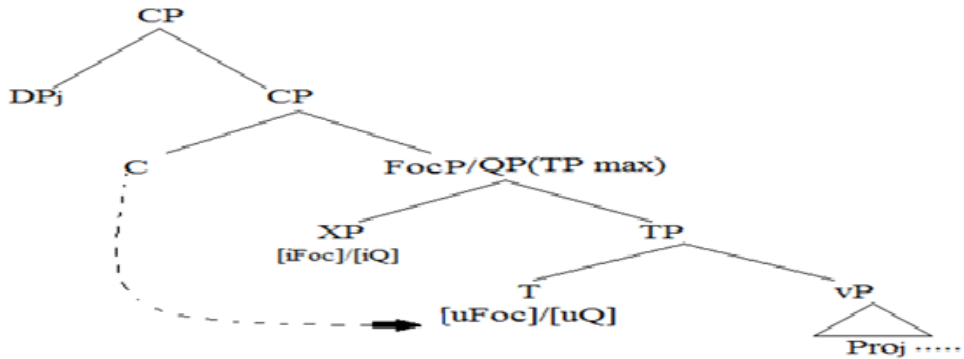 CP
DPj CP
C FocP/QP(TP max)
XP TP
[iFoc]/[iQ]
T vP
[uFoc]/[uQ]
Proj .....